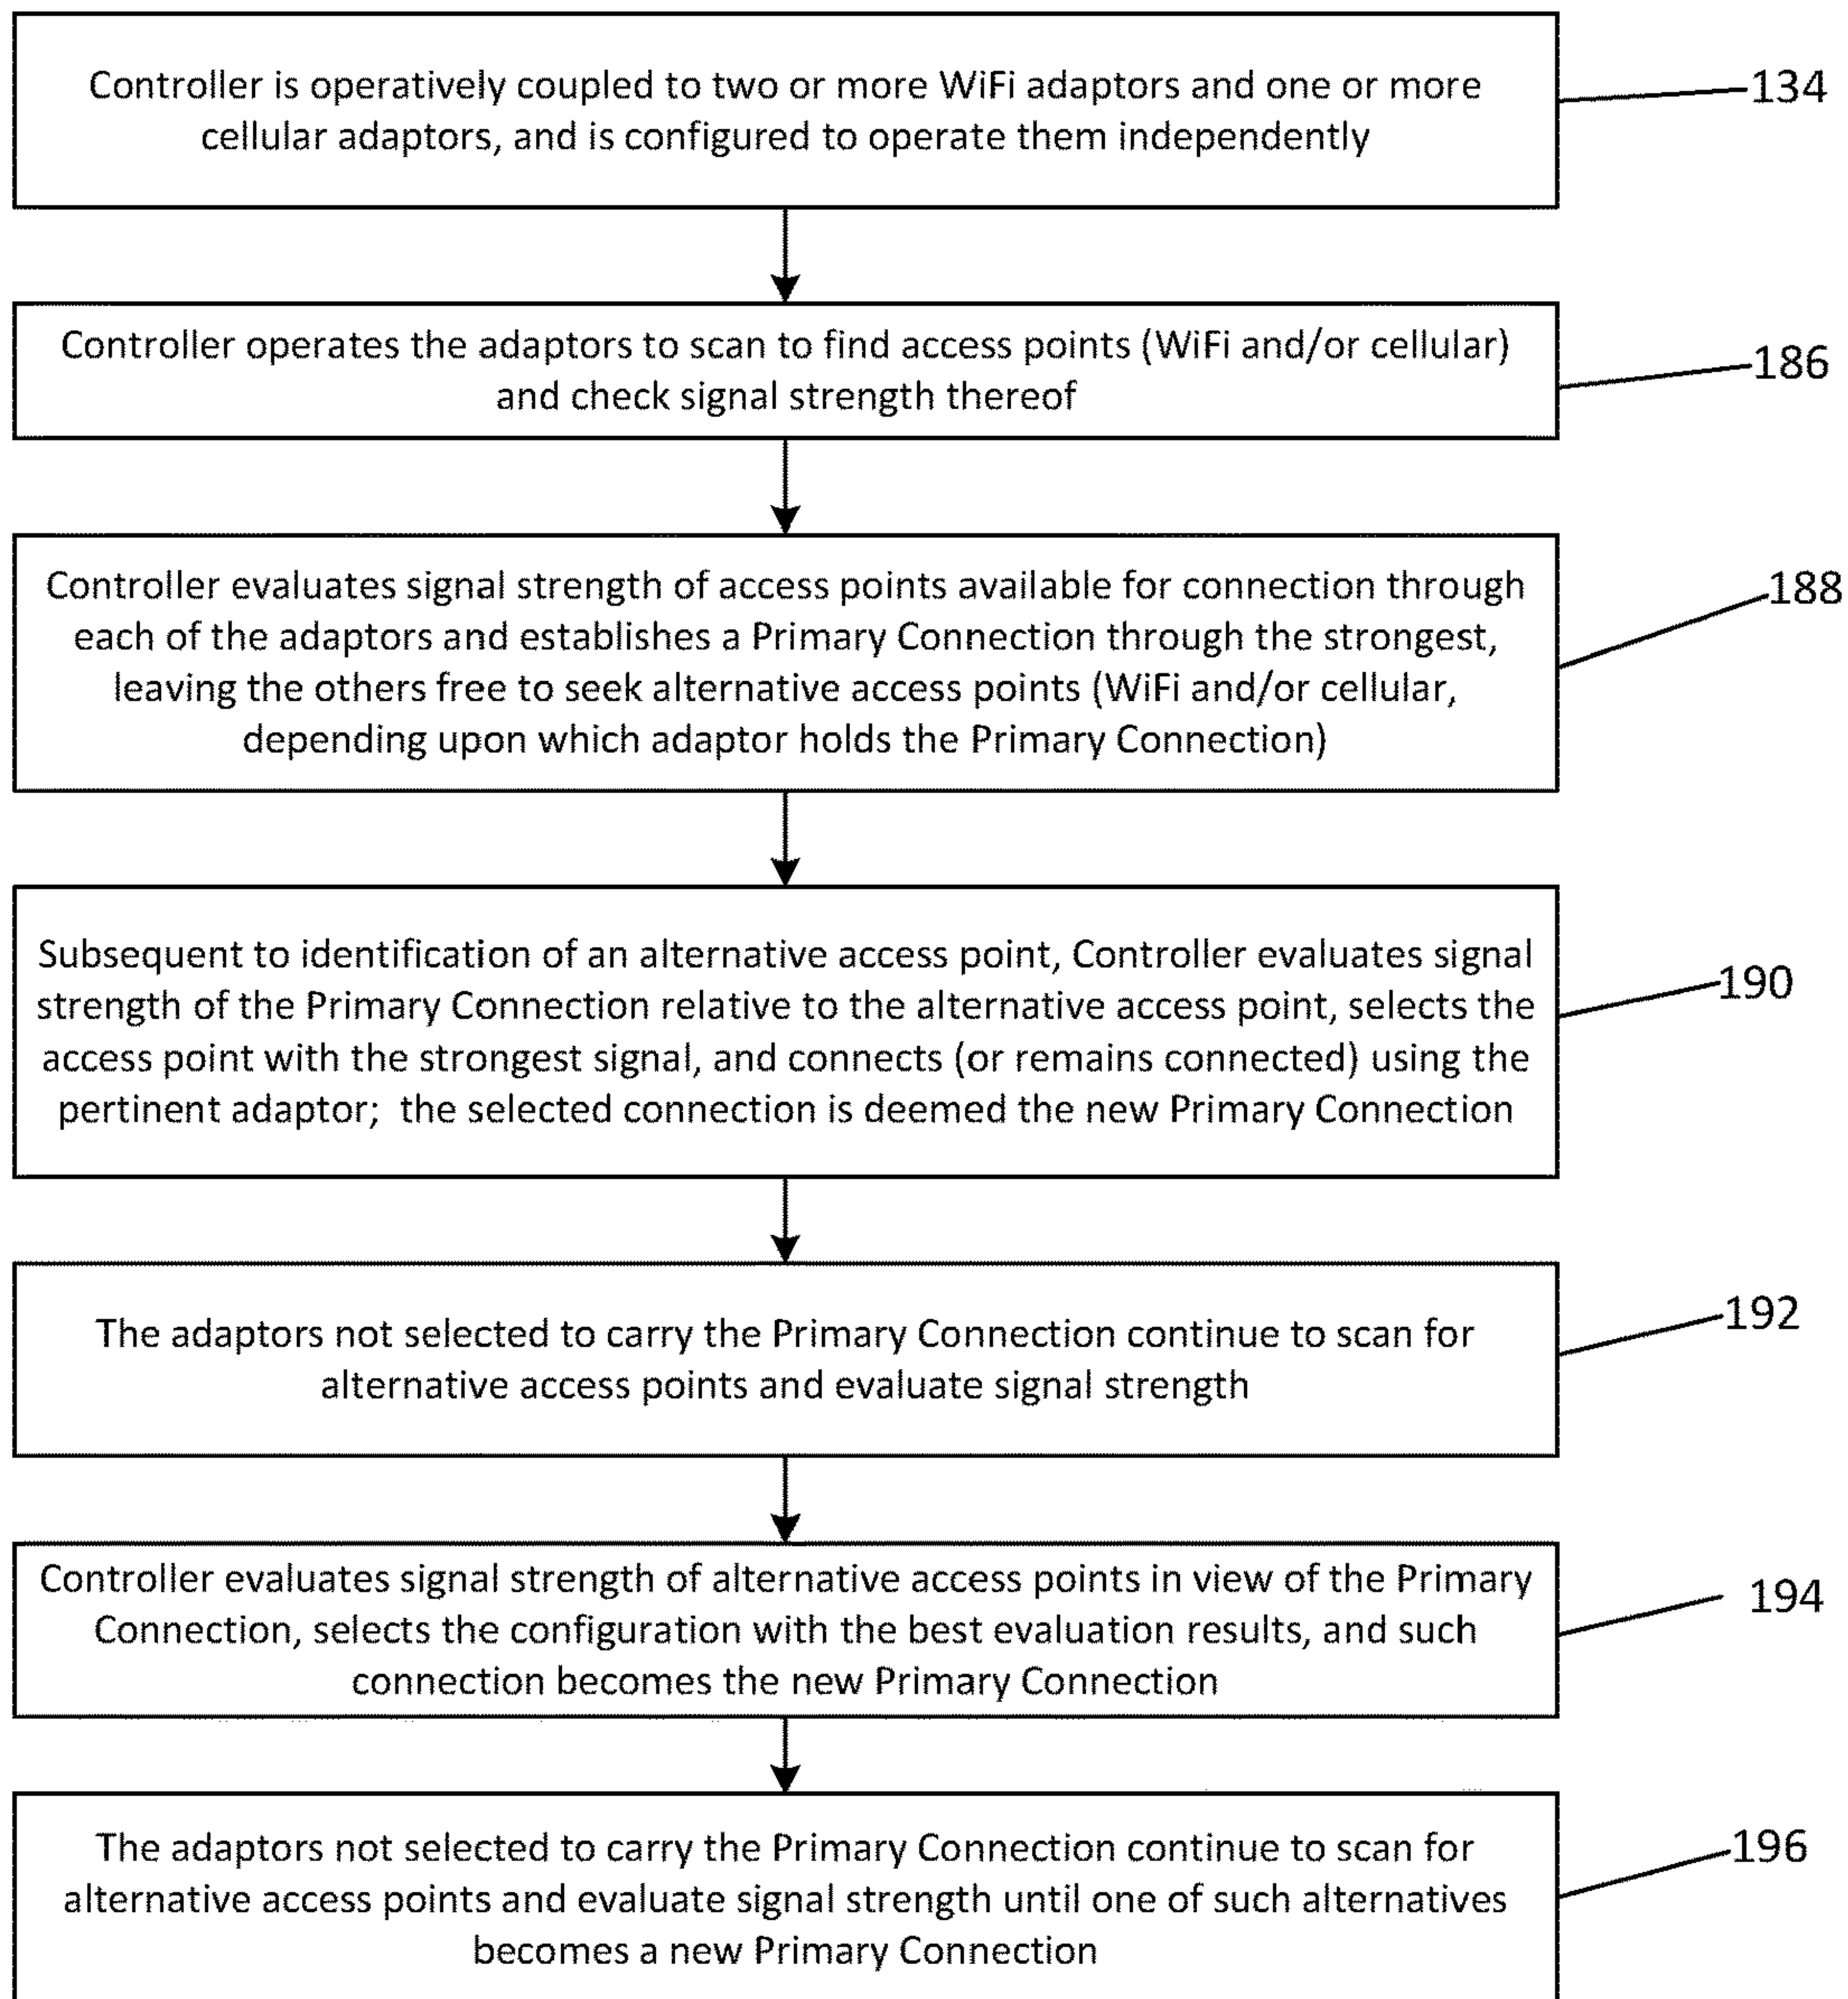 Controller is operatively coupled to two or more WiFi adaptors and one or more
cellular adaptors, and is configured to operate them independently
134
Controller operates the adaptors to scan to find access points (WiFi and/or cellular)
and check signal strength thereof
186
Controller evaluates signal strength of access points available for connection through
each of the adaptors and establishes a Primary Connection through the strongest,
leaving the others free to seek alternative access points (WiFi and/or cellular,
depending upon which adaptor holds the Primary Connection)
188
Subsequent to identification of an alternative access point, Controller evaluates signal
strength of the Primary Connection relative to the alternative access point, selects the
access point with the strongest signal, and connects (or remains connected) using the
pertinent adaptor; the selected connection is deemed the new Primary Connection
190
The adaptors not selected to carry the Primary Connection continue to scan for
alternative access points and evaluate signal strength
192
Controller evaluates signal strength of alternative access points in view of the Primary
Connection, selects the configuration with the best evaluation results, and such
connection becomes the new Primary Connection
194
The adaptors not selected to carry the Primary Connection continue to scan for
alternative access points and evaluate signal strength until one of such alternatives
becomes a new Primary Connection
196